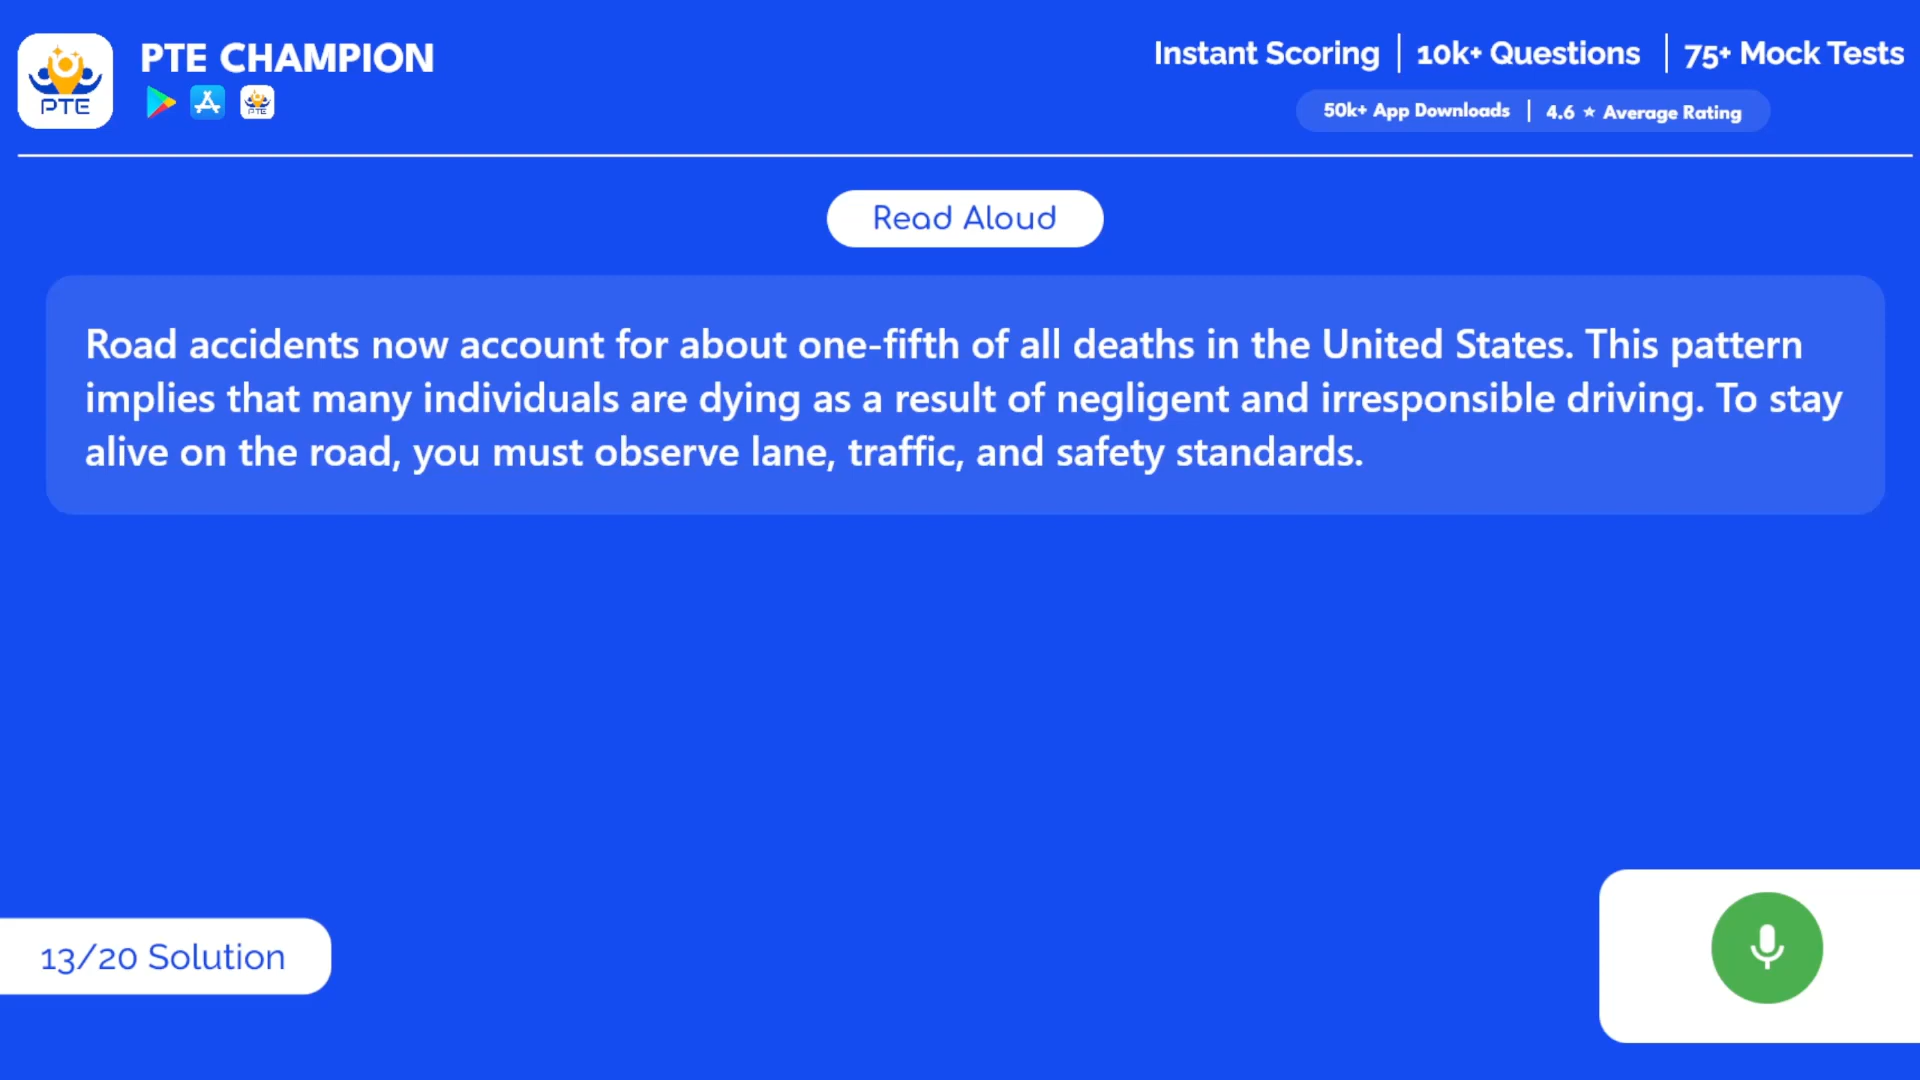 PTE CHAMPION
PTE
PTE
Instant Scoring | 10k+ Questions | 75+ Mock Tests
50k+ App Downloads | 4.6 ★ Average Rating
Read Aloud
Road accidents now account for about one-fifth of all deaths in the United States. This pattern
implies that many individuals are dying as a result of negligent and irresponsible driving. To stay
alive on the road, you must observe lane, traffic, and safety standards.
13/20 Solution